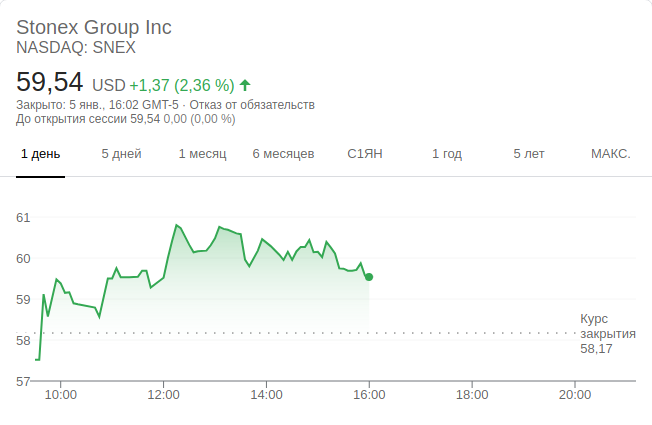 Stonex Group Inc
NASDAQ: SNEX
59,54 USD +1,37 (2,36 %)
Закрыто: 5 янв., 16:02 GMT-5 · Отказ от обязательств
До открытия сессии 59,54 0,00 (0,00 %)
1 день 5 дней 1 месяц 6 месяцев С1ЯН 1 год 5 лет МАКС.
61
60
59
58
57
Курс
закрытия
58,17
10:00 12:00 14:00 16:00 18:00 20:00